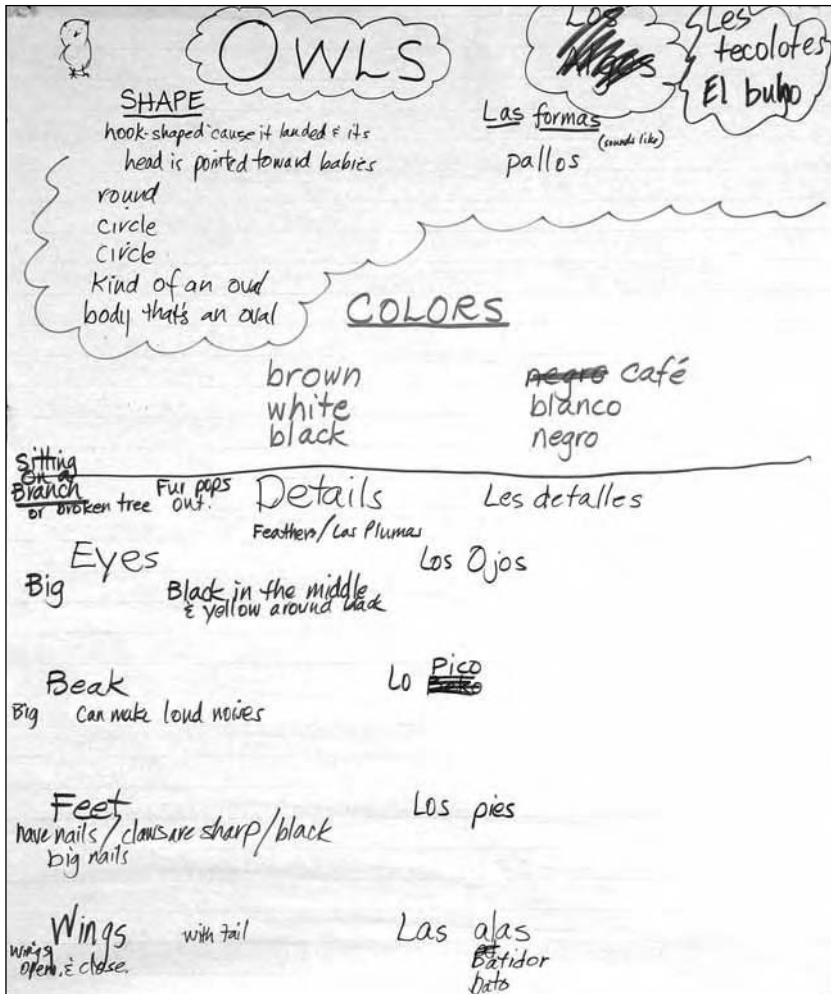 OWLS
Los
Les
tecolotes
El buho
SHAPE
hook-shaped 'cause it landed & its
head is pointed toward babies
round
circle
circle
kind of an oval
body that's an oval
Las formas
(sounds like)
pallos
COLORS
brown
white
black
negro café
blanco
negro
Sitting
on a
Branch
or broken tree
Fur pops
out.
Details
Les detalles
Feathers/Las Plumas
Eyes
Los Ojos
Big
Black in the middle
& yellow around back
Beak
Lo Pico
Big
Can make loud noises
Feet
Los pies
have nails/claws are sharp/black
big nails
Wings
with tail
Las alas
Wings
open, & close.
Batidor
bato